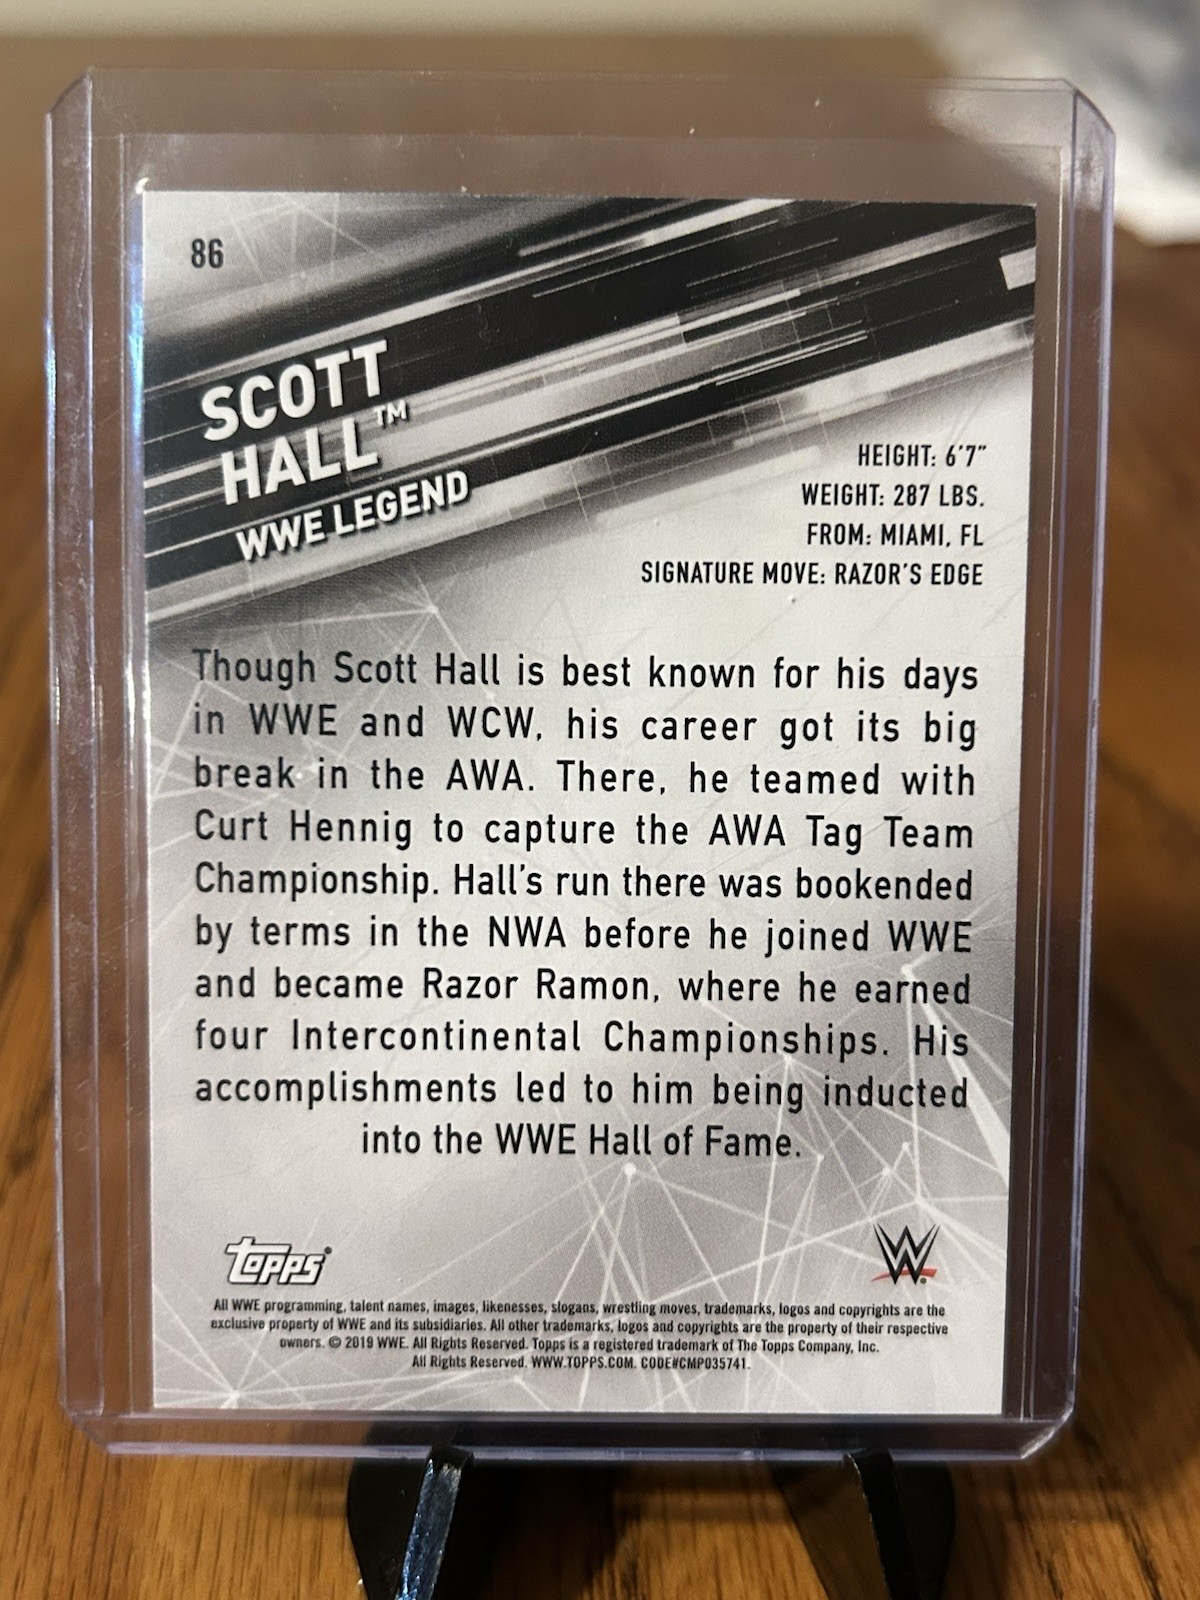 86
SCOTT
HALL™
WWE LEGEND
HEIGHT: 6'7"
WEIGHT: 287 LBS.
FROM: MIAMI, FL
SIGNATURE MOVE: RAZOR'S EDGE
Though Scott Hall is best known for his days
in WWE and WCW, his career got its big
break in the AWA. There, he teamed with
Curt Hennig to capture the AWA Tag Team
Championship. Hall's run there was bookended
by terms in the NWA before he joined WWE
and became Razor Ramon, where he earned
four Intercontinental Championships. His
accomplishments led to him being inducted
into the WWE Hall of Fame.
Topps®
W
All WWE programming, talent names, images, likenesses, slogans, wrestling moves, trademarks, logos and copyrights are the
exclusive property of WWE and its subsidiaries. All other trademarks, logos and copyrights are the property of their respective
owners. © 2019 WWE. All Rights Reserved. Topps is a registered trademark of The Topps Company, Inc.
All Rights Reserved. WWW.TOPPS.COM. CODE#CMP035741.